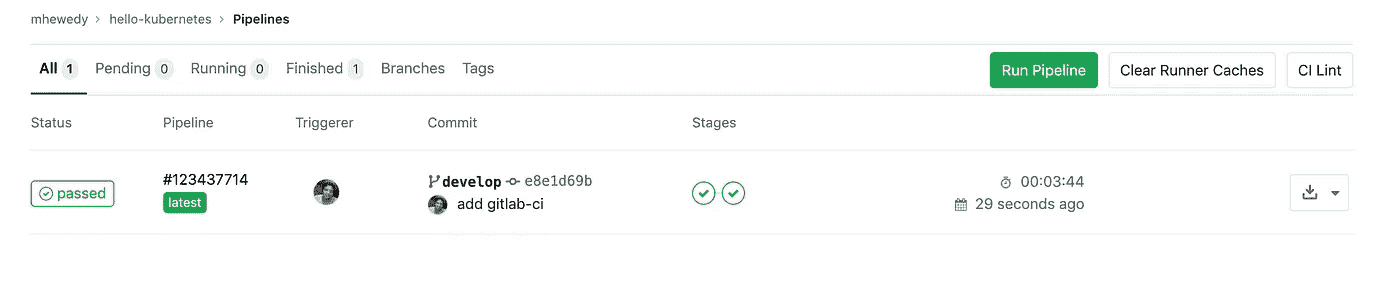 mhewedy > hello-kubernetes > Pipelines
All 1 Pending 0 Running 0 Finished 1 Branches Tags Run Pipeline Clear Runner Caches CI Lint
Status Pipeline Triggerer Commit Stages
passed #123437714 develop e8e1d69b 00:03:44
latest add gitlab-ci 29 seconds ago